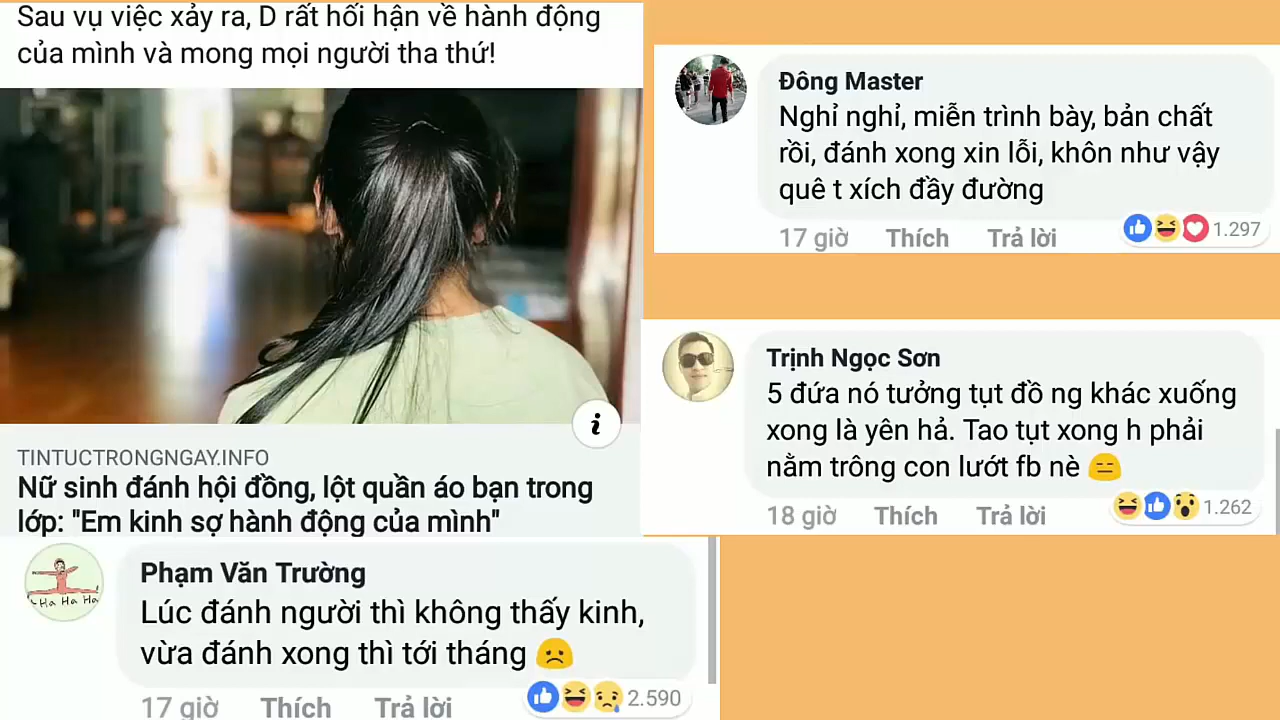 Sau vụ việc xảy ra, D rất hối hận về hành động
của mình và mong mọi người tha thứ!
i
TINTUCTRONGNGAY.INFO
Nữ sinh đánh hội đồng, lột quần áo bạn trong
lớp: "Em kinh sợ hành động của mình"
Đông Master
Nghỉ nghỉ, miễn trình bày, bản chất
rồi, đánh xong xin lỗi, khôn như vậy
quê t xích đầy đường
17 giờ Thích Trả lời 1.297
Trịnh Ngọc Sơn
5 đứa nó tưởng tụt đồ ng khác xuống
xong là yên hả. Tao tụt xong h phải
nằm trông con lướt fb nè 😑
18 giờ Thích Trả lời 1.262
Ha Ha Ha
Phạm Văn Trường
Lúc đánh người thì không thấy kinh,
vừa đánh xong thì tới tháng ☹️
17 giờ Thích Trả lời 2.590